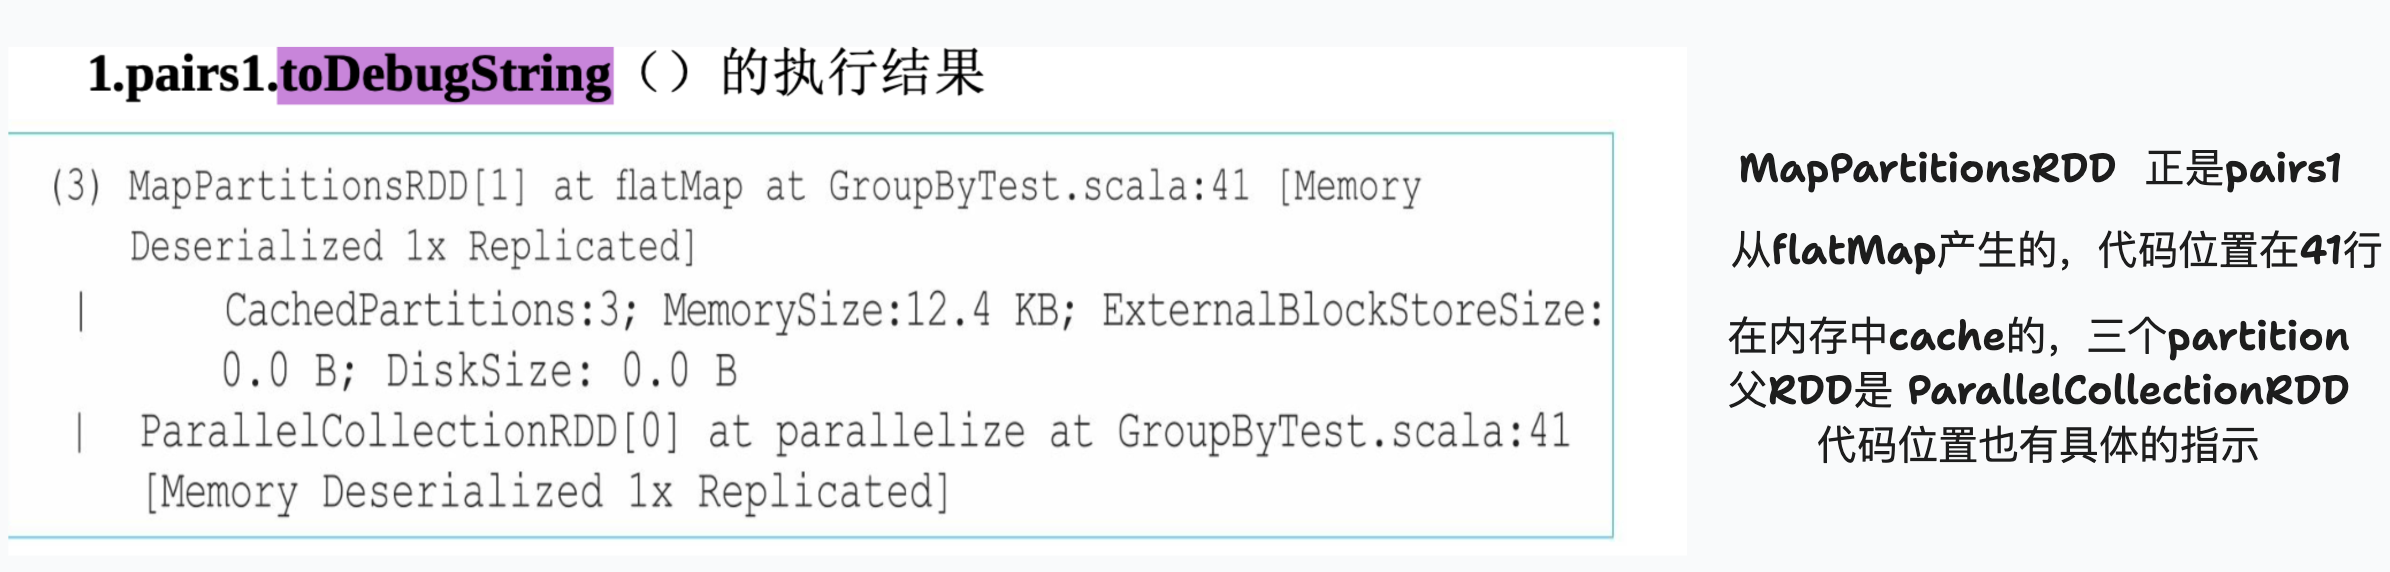 1.pairs1.toDebugString（）的执行结果
(3) MapPartitionsRDD[1] at flatMap at GroupByTest.scala:41 [Memory
Deserialized 1x Replicated]
| CachedPartitions:3; MemorySize:12.4 KB; ExternalBlockStoreSize:
0.0 B; DiskSize: 0.0 B
| ParallelCollectionRDD[0] at parallelize at GroupByTest.scala:41
[Memory Deserialized 1x Replicated]
MapPartitionsRDD 正是pairs1
从flatMap产生的，代码位置在41行
在内存中cache的，三个partition
父RDD是 ParallelCollectionRDD
代码位置也有具体的指示